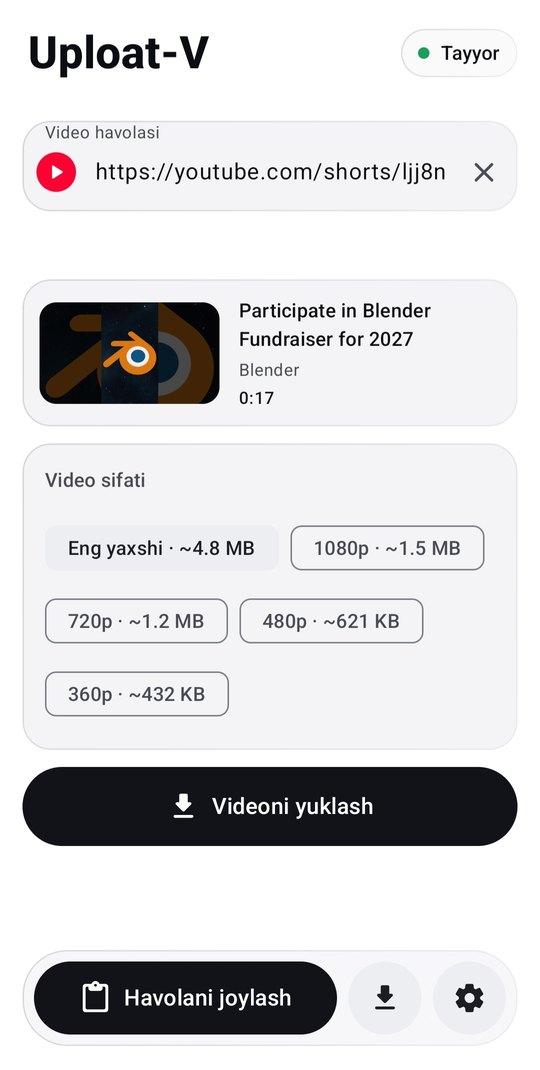 Uploat-V
Tayyor
Video havolasi
https://youtube.com/shorts/ljj8n
Participate in Blender
Fundraiser for 2027
Blender
0:17
Video sifati
Eng yaxshi · ~4.8 MB
1080p · ~1.5 MB
720p · ~1.2 MB
480p · ~621 KB
360p · ~432 KB
Videoni yuklash
Havolani joylash